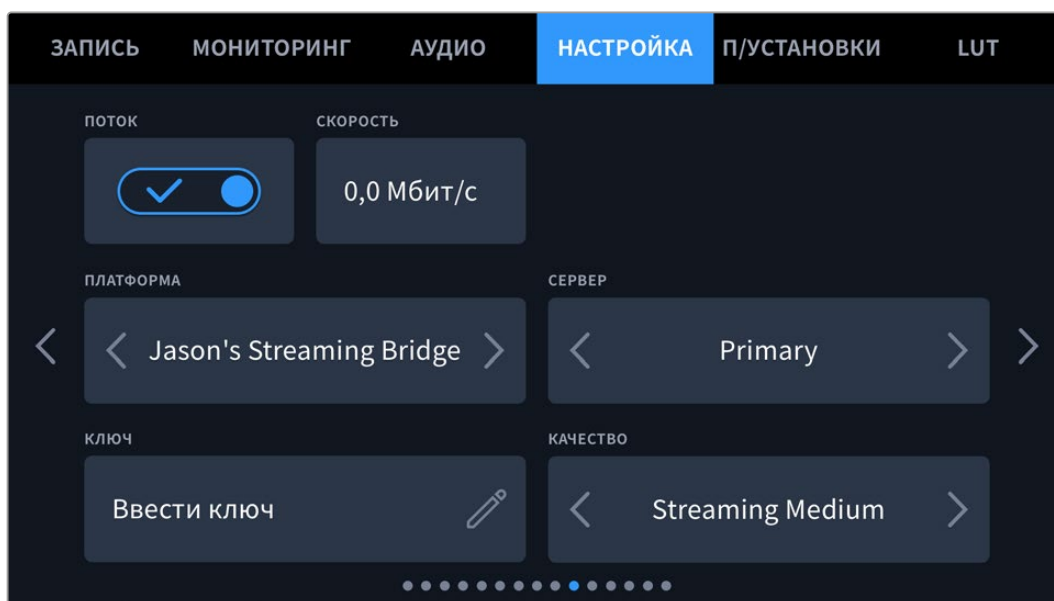 ЗАПИСЬ МОНИТОРИНГ АУДИО НАСТРОЙКА П/УСТАНОВКИ LUT
ПОТОК СКОРОСТЬ
0,0 Мбит/с
ПЛАТФОРМА СЕРВЕР
Jason's Streaming Bridge Primary
КЛЮЧ КАЧЕСТВО
Ввести ключ Streaming Medium